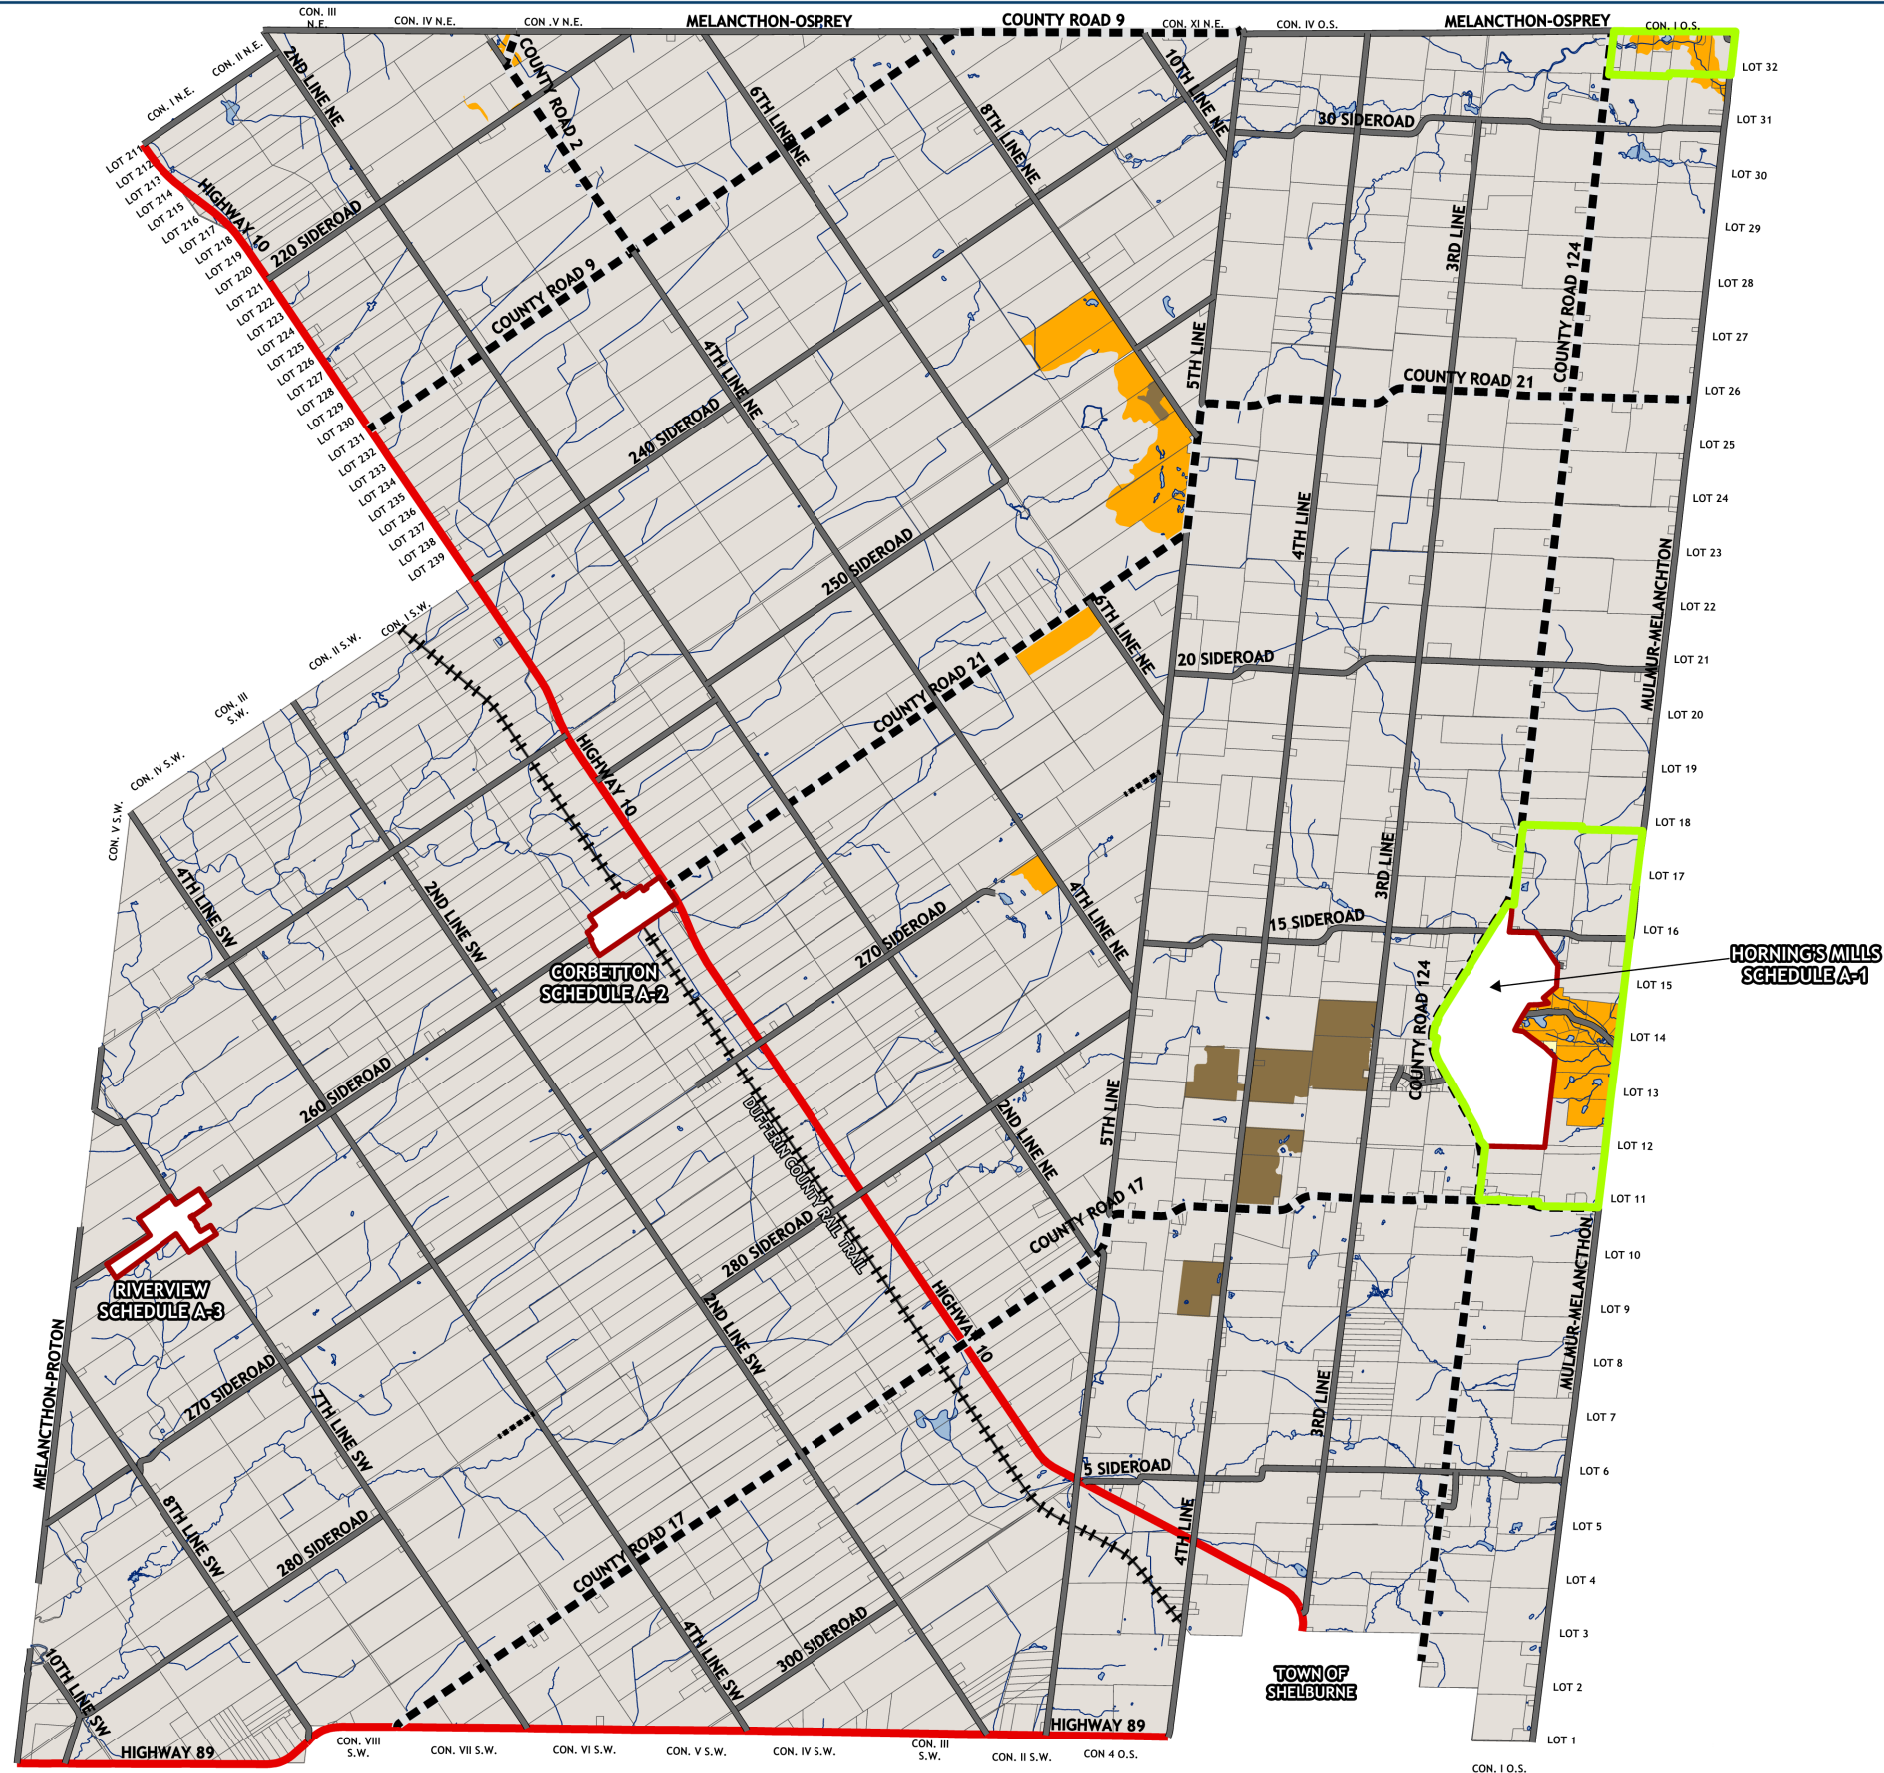 CON. III
N.E.
CON. IV N.E.
CON .V N.E.
MELANCTHON-OSPREY
COUNTY ROAD 9
CON. XI N.E.
CON. IV O.S.
MELANCTHON-OSPREY
CON. I O.S.
CON. II N.E.
CON. I N.E.
2ND LINE NE
COUNTY ROAD 2
6TH LINE NE
8TH LINE NE
10TH LINE NE
30 SIDEROAD
LOT 32
LOT 31
LOT 30
LOT 29
LOT 28
LOT 27
LOT 26
LOT 25
LOT 24
LOT 23
LOT 22
LOT 21
LOT 20
LOT 19
LOT 18
LOT 17
LOT 16
LOT 15
LOT 14
LOT 13
LOT 12
LOT 11
LOT 10
LOT 9
LOT 8
LOT 7
LOT 6
LOT 5
LOT 4
LOT 3
LOT 2
LOT 1
LOT 211
LOT 212
LOT 213
LOT 214
LOT 215
LOT 216
LOT 217
LOT 218
LOT 219
LOT 220
LOT 221
LOT 222
LOT 223
LOT 224
LOT 225
LOT 226
LOT 227
LOT 228
LOT 229
LOT 230
LOT 231
LOT 232
LOT 233
LOT 234
LOT 235
LOT 236
LOT 237
LOT 238
LOT 239
HIGHWAY 10
220 SIDEROAD
COUNTY ROAD 9
3RD LINE
COUNTY ROAD 124
5TH LINE
COUNTY ROAD 21
4TH LINE NE
240 SIDEROAD
250 SIDEROAD
4TH LINE
MULMUR-MELANCHTON
CON. I S.W.
CON. II S.W.
CON. III
S.W.
CON. IV S.W.
CON. V S.W.
6TH LINE NE
20 SIDEROAD
COUNTY ROAD 21
HIGHWAY 10
4TH LINE SW
2ND LINE SW
3RD LINE
270 SIDEROAD
4TH LINE NE
15 SIDEROAD
HORNING'S MILLS
SCHEDULE A-1
CORBETTON
SCHEDULE A-2
COUNTY ROAD 124
260 SIDEROAD
DUFFERIN COUNTY RAIL TRAIL
2ND LINE NE
5TH LINE
COUNTY ROAD 17
280 SIDEROAD
RIVERVIEW
SCHEDULE A-3
MELANCTHON-PROTON
HIGHWAY 10
2ND LINE SW
MULMUR-MELANCTHON
270 SIDEROAD
7TH LINE SW
3RD LINE
5 SIDEROAD
8TH LINE SW
280 SIDEROAD
COUNTY ROAD 17
4TH LINE
4TH LINE SW
300 SIDEROAD
10TH LINE SW
TOWN OF
SHELBURNE
HIGHWAY 89
HIGHWAY 89
CON. VIII
S.W.
CON. VII S.W.
CON. VI S.W.
CON. V S.W.
CON. IV S.W.
CON. III
S.W.
CON. II S.W.
CON 4 O.S.
CON. I O.S.